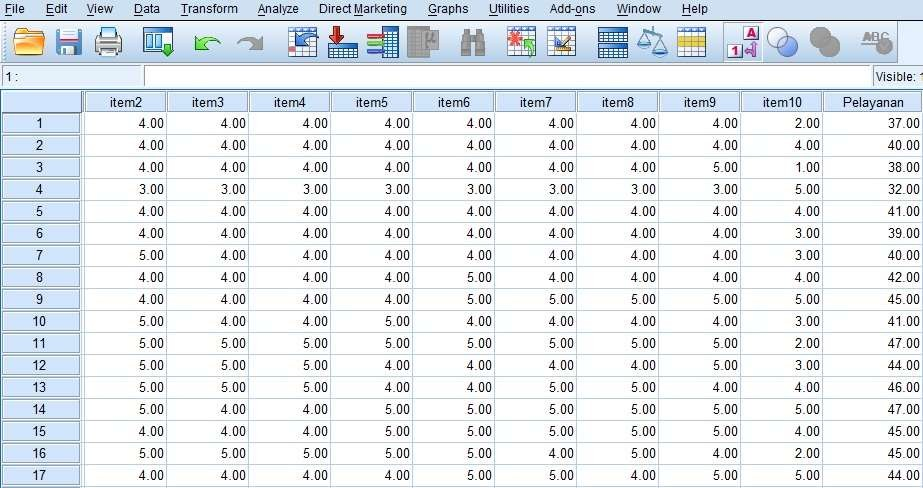 File Edit View Data Transform Analyze Direct Marketing Graphs Utilities Add-ons Window Help
1 A
ABC
1 : Visible: 1
item2 item3 item4 item5 item6 item7 item8 item9 item10 Pelayanan
1 4.00 4.00 4.00 4.00 4.00 4.00 4.00 4.00 2.00 37.00
2 4.00 4.00 4.00 4.00 4.00 4.00 4.00 4.00 4.00 40.00
3 4.00 4.00 4.00 4.00 4.00 4.00 4.00 5.00 1.00 38.00
4 3.00 3.00 3.00 3.00 3.00 3.00 3.00 3.00 5.00 32.00
5 4.00 4.00 4.00 4.00 4.00 4.00 4.00 4.00 4.00 41.00
6 4.00 4.00 4.00 4.00 4.00 4.00 4.00 4.00 3.00 39.00
7 5.00 4.00 4.00 4.00 4.00 4.00 4.00 4.00 3.00 40.00
8 4.00 4.00 4.00 4.00 5.00 4.00 4.00 4.00 4.00 42.00
9 4.00 4.00 4.00 4.00 5.00 5.00 5.00 5.00 5.00 45.00
10 5.00 4.00 4.00 5.00 4.00 4.00 4.00 4.00 3.00 41.00
11 5.00 5.00 5.00 5.00 5.00 5.00 5.00 5.00 2.00 47.00
12 5.00 5.00 5.00 4.00 4.00 4.00 4.00 5.00 3.00 44.00
13 5.00 5.00 5.00 4.00 4.00 5.00 5.00 4.00 4.00 46.00
14 5.00 4.00 4.00 5.00 5.00 5.00 5.00 5.00 5.00 47.00
15 4.00 4.00 4.00 5.00 5.00 5.00 5.00 5.00 4.00 45.00
16 5.00 5.00 5.00 5.00 5.00 4.00 5.00 4.00 2.00 45.00
17 4.00 4.00 4.00 4.00 5.00 5.00 4.00 5.00 5.00 44.00